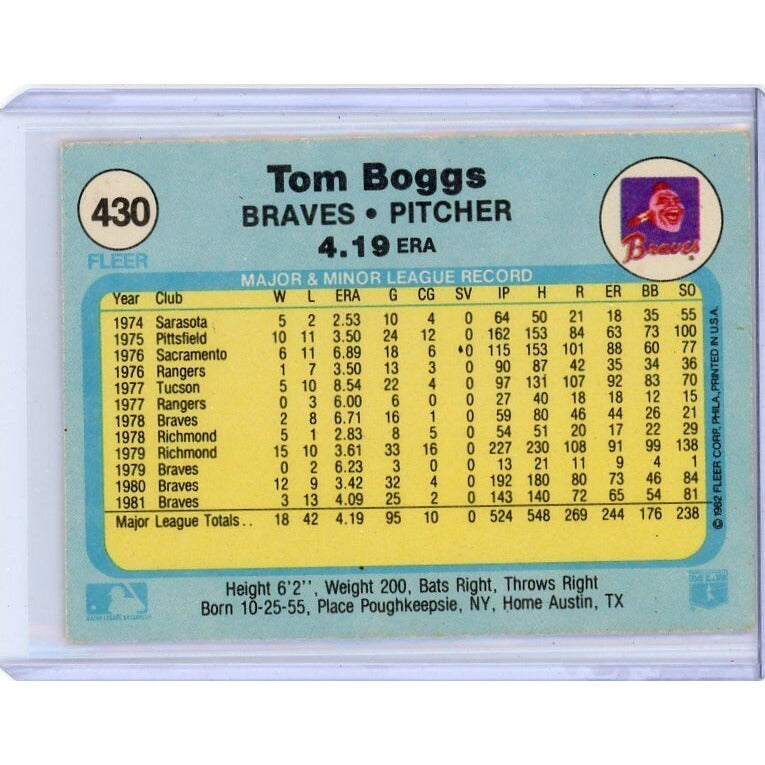 430
FLEER
Tom Boggs
BRAVES • PITCHER
4.19 ERA
Braves
MAJOR & MINOR LEAGUE RECORD
Year Club W L ERA G CG SV IP H R ER BB SO
1974 Sarasota 5 2 2.53 10 4 0 64 50 21 18 35 55
1975 Pittsfield 10 11 3.50 24 12 0 162 153 84 63 73 100
1976 Sacramento 6 11 6.89 18 6 0 115 153 101 88 60 77
1976 Rangers 1 7 3.50 13 3 0 90 87 42 35 34 36
1977 Tucson 5 10 8.54 22 4 0 97 131 107 92 83 70
1977 Rangers 0 3 6.00 6 0 0 27 40 18 18 12 15
1978 Braves 2 8 6.71 16 1 0 59 80 46 44 26 21
1978 Richmond 5 1 2.83 8 5 0 54 51 20 17 22 29
1979 Richmond 15 10 3.61 33 16 0 227 230 108 91 99 138
1979 Braves 0 2 6.23 3 0 0 13 21 11 9 4 1
1980 Braves 12 9 3.42 32 4 0 192 180 80 73 46 84
1981 Braves 3 13 4.09 25 2 0 143 140 72 65 54 81
Major League Totals . . 18 42 4.19 95 10 0 524 548 269 244 176 238
© 1982 FLEER CORP. PHILA., PRINTED IN U.S.A.
Height 6'2'', Weight 200, Bats Right, Throws Right
Born 10-25-55, Place Poughkeepsie, NY, Home Austin, TX